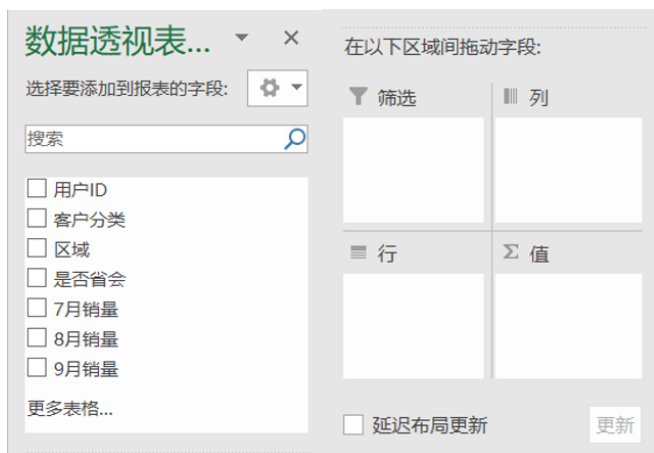 数据透视表...
选择要添加到报表的字段:
搜索
用户ID
客户分类
区域
是否省会
7月销量
8月销量
9月销量
更多表格...
在以下区域间拖动字段:
筛选
列
行
Σ 值
延迟布局更新
更新